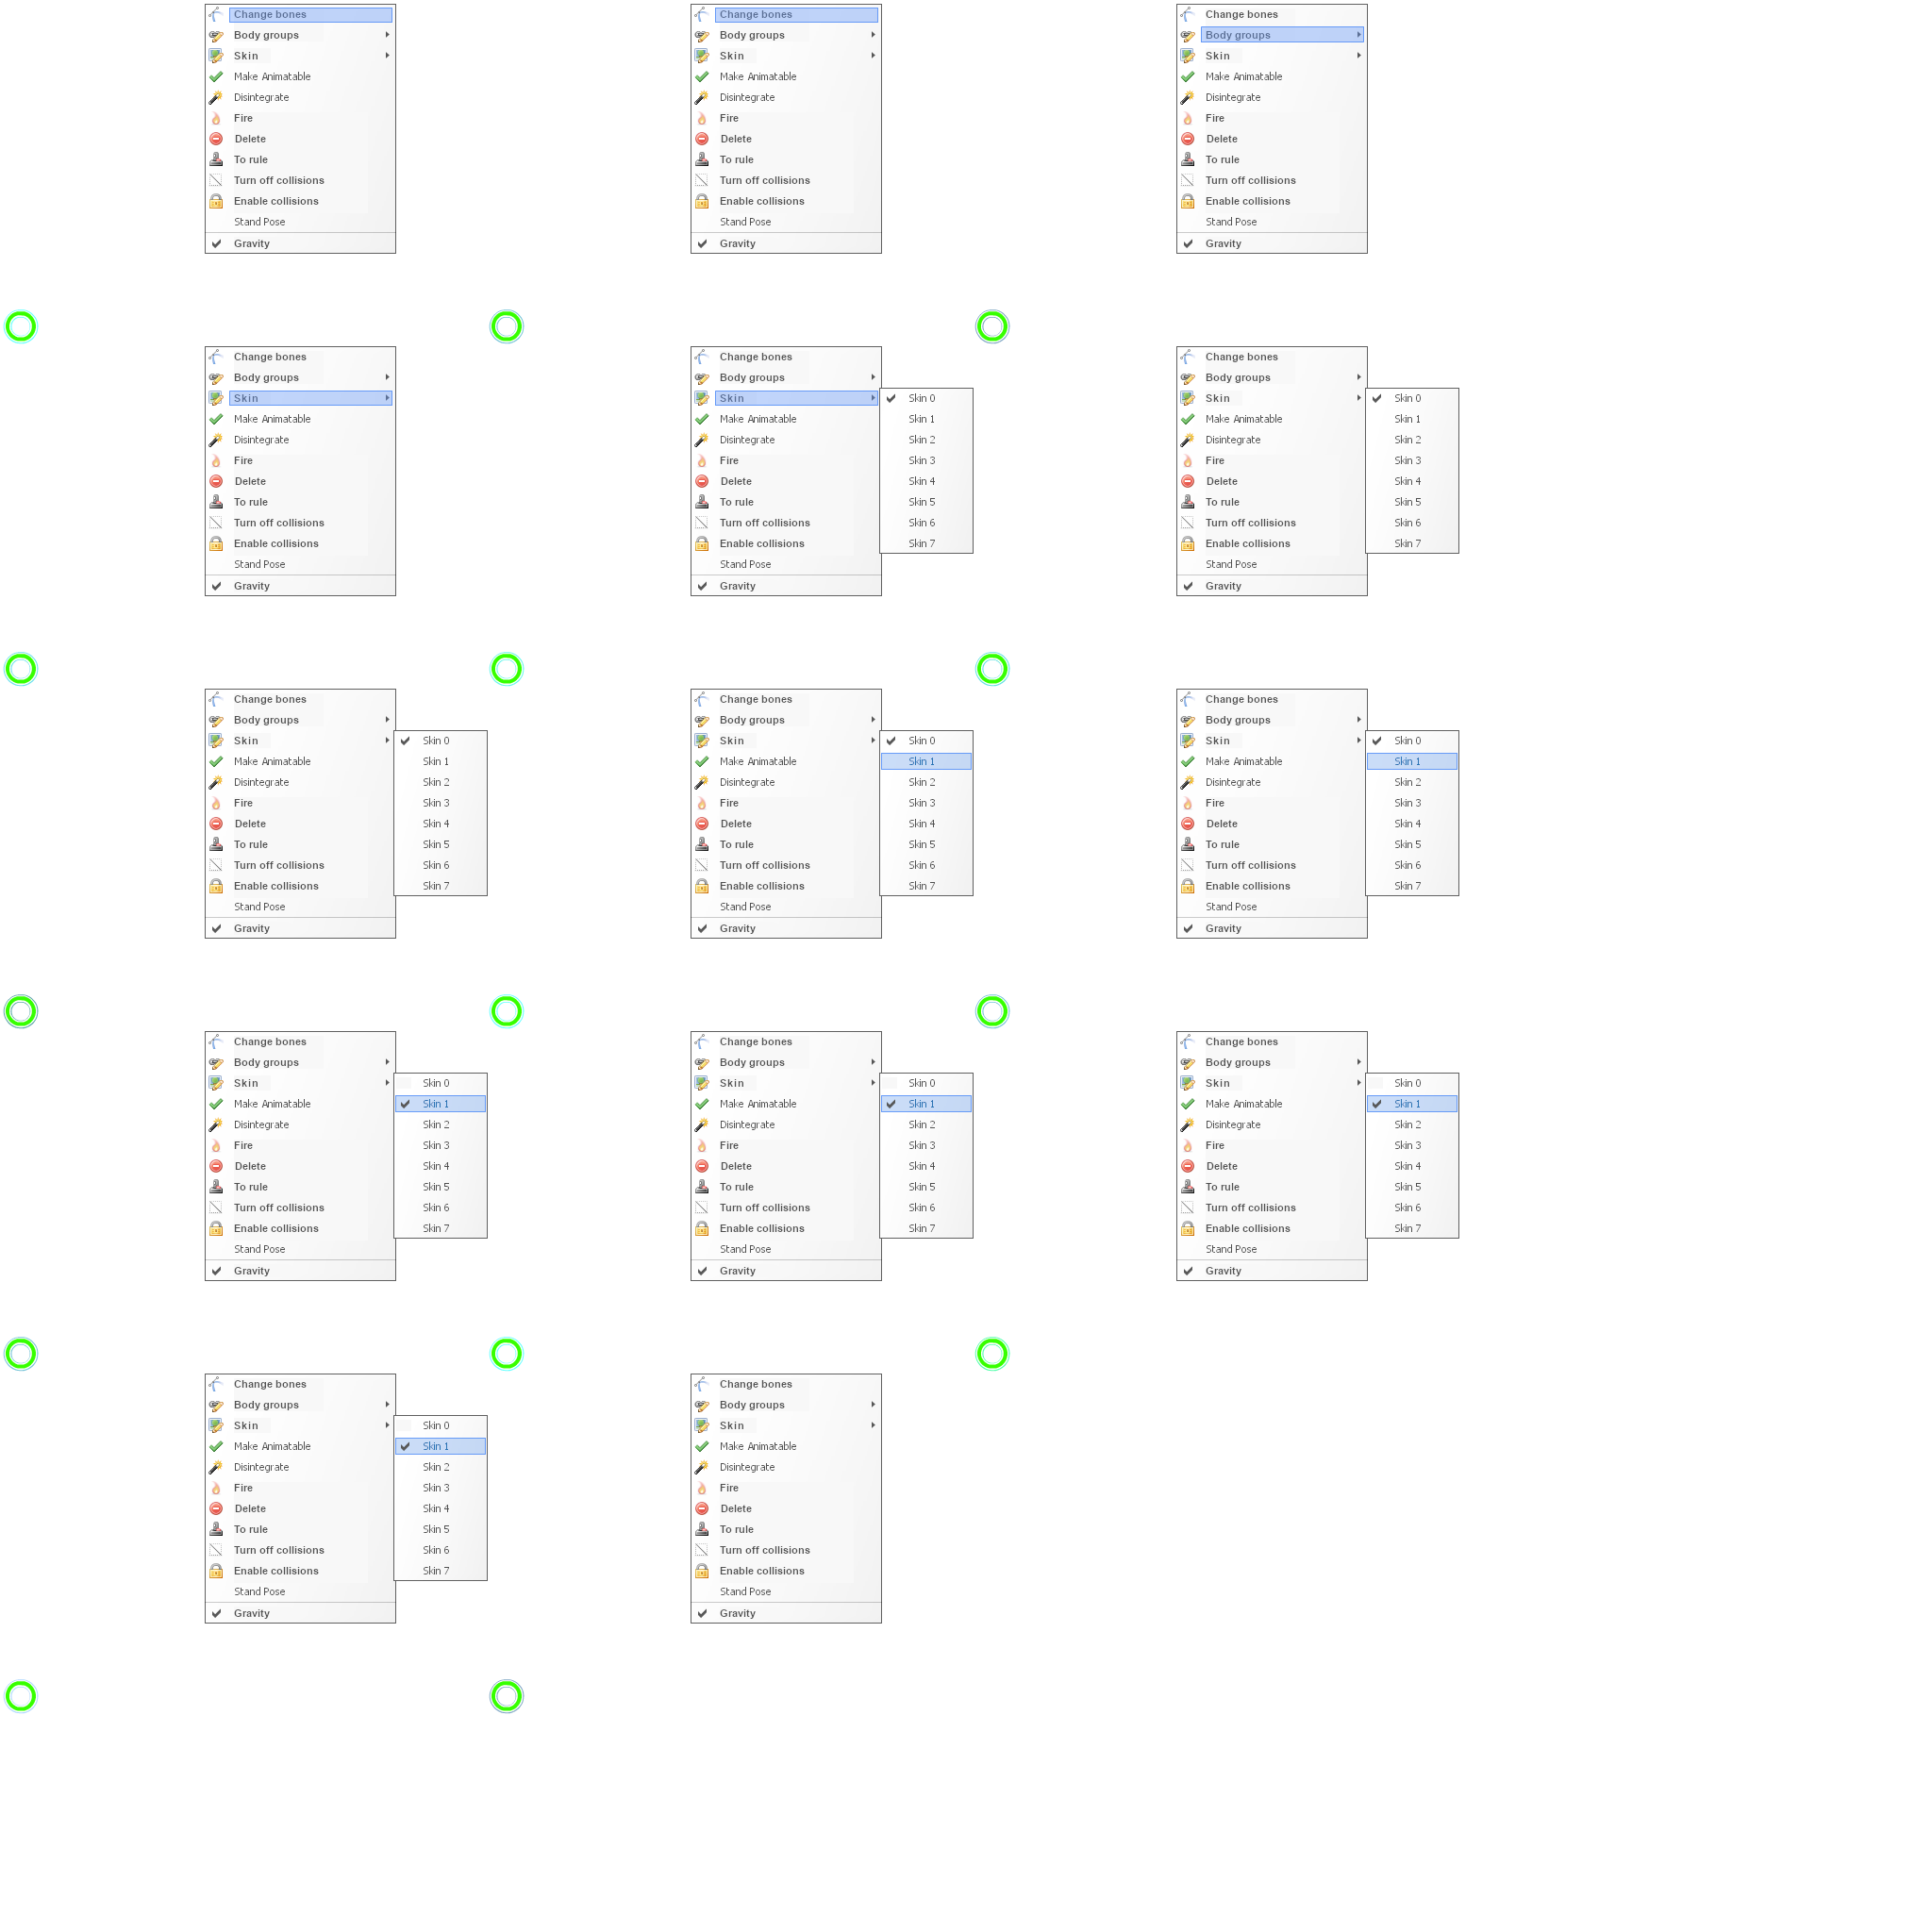 Change bones
Body groups
Skin
Make Animatable
Disintegrate
Fire
Delete
To rule
Turn off collisions
Enable collisions
Stand Pose
Gravity
Change bones
Body groups
Skin
Make Animatable
Disintegrate
Fire
Delete
To rule
Turn off collisions
Enable collisions
Stand Pose
Gravity
Change bones
Body groups
Skin
Make Animatable
Disintegrate
Fire
Delete
To rule
Turn off collisions
Enable collisions
Stand Pose
Gravity
Change bones
Body groups
Skin
Make Animatable
Disintegrate
Fire
Delete
To rule
Turn off collisions
Enable collisions
Stand Pose
Gravity
Change bones
Body groups
Skin
Make Animatable
Disintegrate
Fire
Delete
To rule
Turn off collisions
Enable collisions
Stand Pose
Gravity
Skin 0
Skin 1
Skin 2
Skin 3
Skin 4
Skin 5
Skin 6
Skin 7
Change bones
Body groups
Skin
Make Animatable
Disintegrate
Fire
Delete
To rule
Turn off collisions
Enable collisions
Stand Pose
Gravity
Skin 0
Skin 1
Skin 2
Skin 3
Skin 4
Skin 5
Skin 6
Skin 7
Change bones
Body groups
Skin
Make Animatable
Disintegrate
Fire
Delete
To rule
Turn off collisions
Enable collisions
Stand Pose
Gravity
Skin 0
Skin 1
Skin 2
Skin 3
Skin 4
Skin 5
Skin 6
Skin 7
Change bones
Body groups
Skin
Make Animatable
Disintegrate
Fire
Delete
To rule
Turn off collisions
Enable collisions
Stand Pose
Gravity
Skin 0
Skin 1
Skin 2
Skin 3
Skin 4
Skin 5
Skin 6
Skin 7
Change bones
Body groups
Skin
Make Animatable
Disintegrate
Fire
Delete
To rule
Turn off collisions
Enable collisions
Stand Pose
Gravity
Skin 0
Skin 1
Skin 2
Skin 3
Skin 4
Skin 5
Skin 6
Skin 7
Change bones
Body groups
Skin
Make Animatable
Disintegrate
Fire
Delete
To rule
Turn off collisions
Enable collisions
Stand Pose
Gravity
Skin 0
Skin 1
Skin 2
Skin 3
Skin 4
Skin 5
Skin 6
Skin 7
Change bones
Body groups
Skin
Make Animatable
Disintegrate
Fire
Delete
To rule
Turn off collisions
Enable collisions
Stand Pose
Gravity
Skin 0
Skin 1
Skin 2
Skin 3
Skin 4
Skin 5
Skin 6
Skin 7
Change bones
Body groups
Skin
Make Animatable
Disintegrate
Fire
Delete
To rule
Turn off collisions
Enable collisions
Stand Pose
Gravity
Skin 0
Skin 1
Skin 2
Skin 3
Skin 4
Skin 5
Skin 6
Skin 7
Change bones
Body groups
Skin
Make Animatable
Disintegrate
Fire
Delete
To rule
Turn off collisions
Enable collisions
Stand Pose
Gravity
Skin 0
Skin 1
Skin 2
Skin 3
Skin 4
Skin 5
Skin 6
Skin 7
Change bones
Body groups
Skin
Make Animatable
Disintegrate
Fire
Delete
To rule
Turn off collisions
Enable collisions
Stand Pose
Gravity